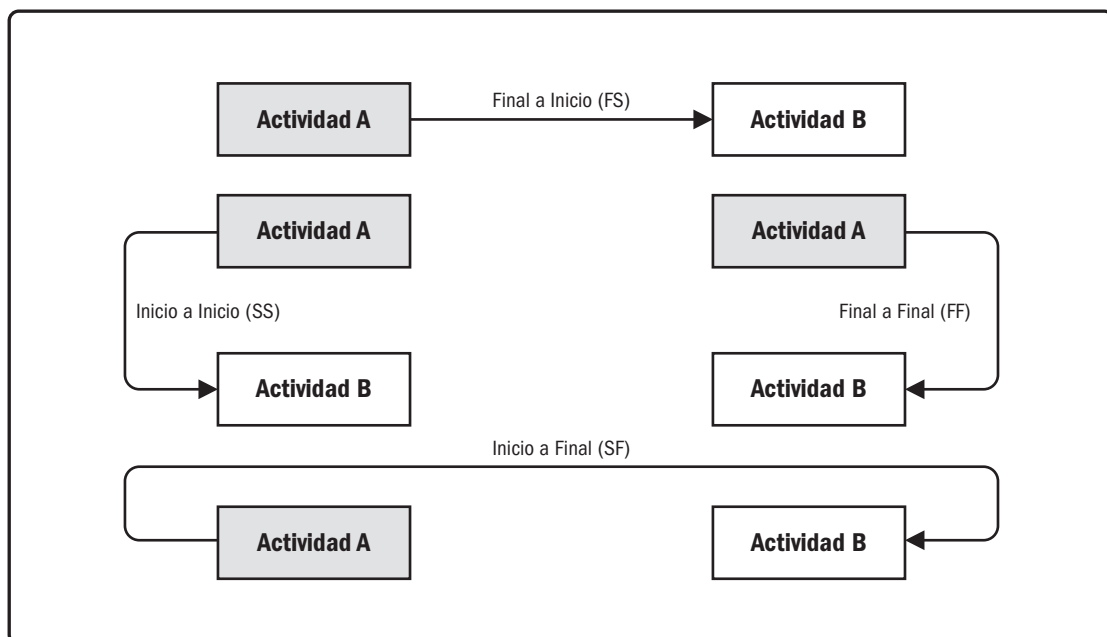 Final a Inicio (FS)
Actividad A
Actividad B
Actividad A
Actividad A
Inicio a Inicio (SS)
Final a Final (FF)
Actividad B
Actividad B
Inicio a Final (SF)
Actividad A
Actividad B